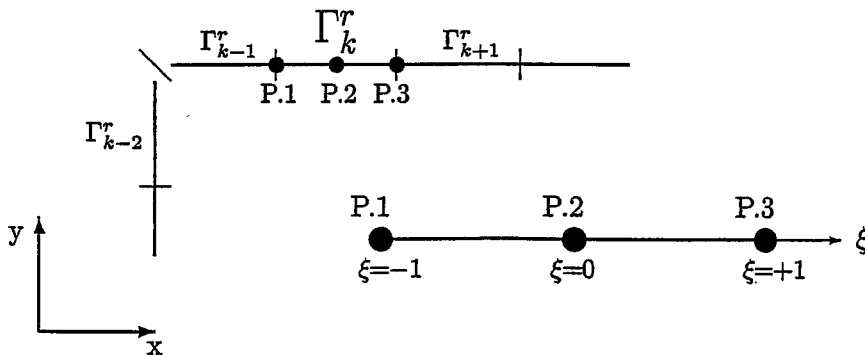 Γ^r_{k-1} Γ^r_k Γ^r_{k+1}
P.1 P.2 P.3
Γ^r_{k-2}
P.1 P.2 P.3
y ξ
ξ=-1 ξ=0 ξ=+1
x